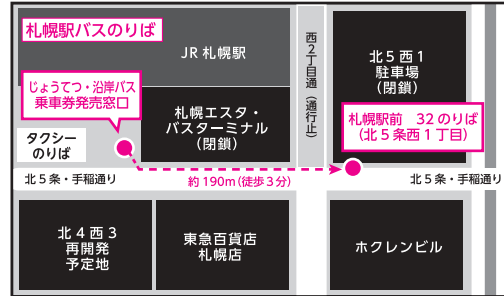 札幌駅バスのりば
JR 札幌駅
西２丁目通（通行止）
北５西１
駐車場
（閉鎖）
じょうてつ・沿岸バス
乗車券発売窓口
札幌エスタ・
バスターミナル
（閉鎖）
札幌駅前　32 のりば
（北５条西１丁目）
タクシー
のりば
北５条・手稲通り
約190m（徒歩３分）
北５条・手稲通り
北４西３
再開発
予定地
東急百貨店
札幌店
ホクレンビル